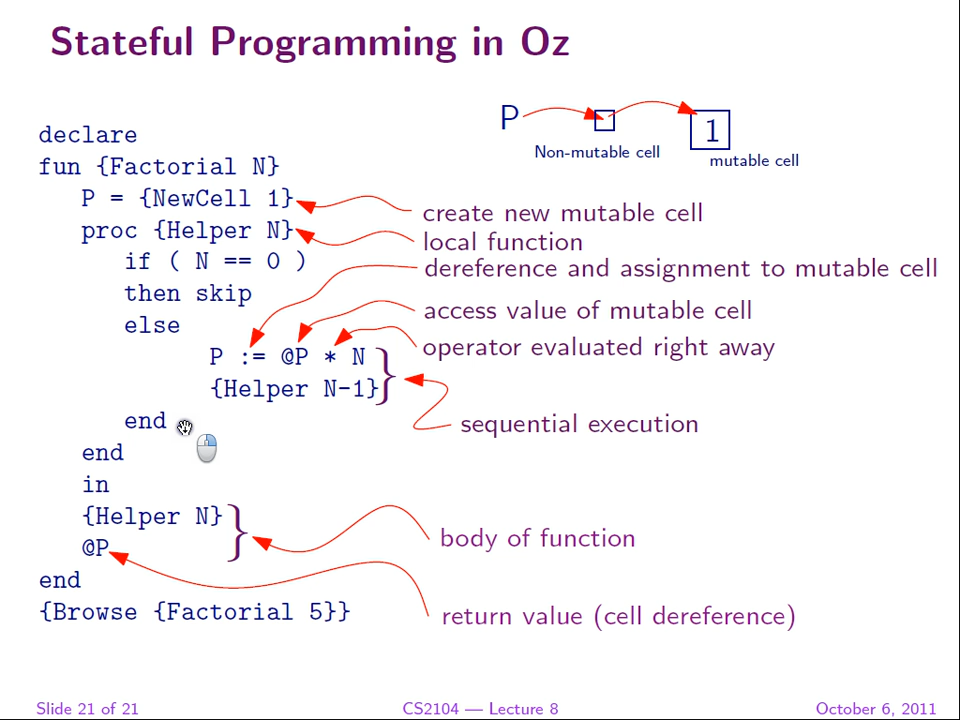 Stateful Programming in Oz
P
1
Non-mutable cell
mutable cell
declare
fun {Factorial N}
P = {NewCell 1}
create new mutable cell
proc {Helper N}
local function
if ( N == 0 )
dereference and assignment to mutable cell
then skip
access value of mutable cell
else
operator evaluated right away
P := @P * N
{Helper N-1}
}
end
sequential execution
end
in
{Helper N}
}
body of function
@P
end
{Browse {Factorial 5}}
return value (cell dereference)
Slide 21 of 21
CS2104 — Lecture 8
October 6, 2011